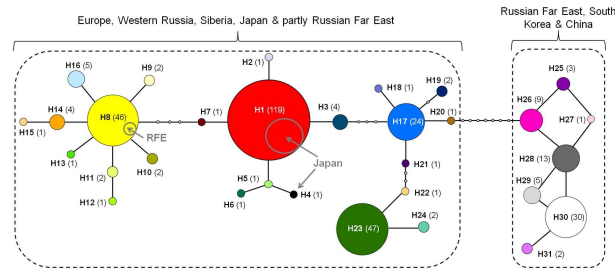 Europe, Western Russia, Siberia, Japan & partly Russian Far East
Russian Far East, South
Korea & China
H16 (5)
H9 (2)
H2 (1)
H18 (1)
H19 (2)
H25 (3)
H14 (4)
H8 (46)
H7 (1)
H1 (119)
H3 (4)
H17 (24)
H20 (1)
H26 (9)
H27 (1)
H15 (1)
RFE
Japan
H13 (1)
H10 (2)
H11 (2)
H12 (1)
H5 (1)
H6 (1)
H4 (1)
H21 (1)
H22 (1)
H23 (47)
H24 (2)
H28 (13)
H29 (5)
H30 (30)
H31 (2)